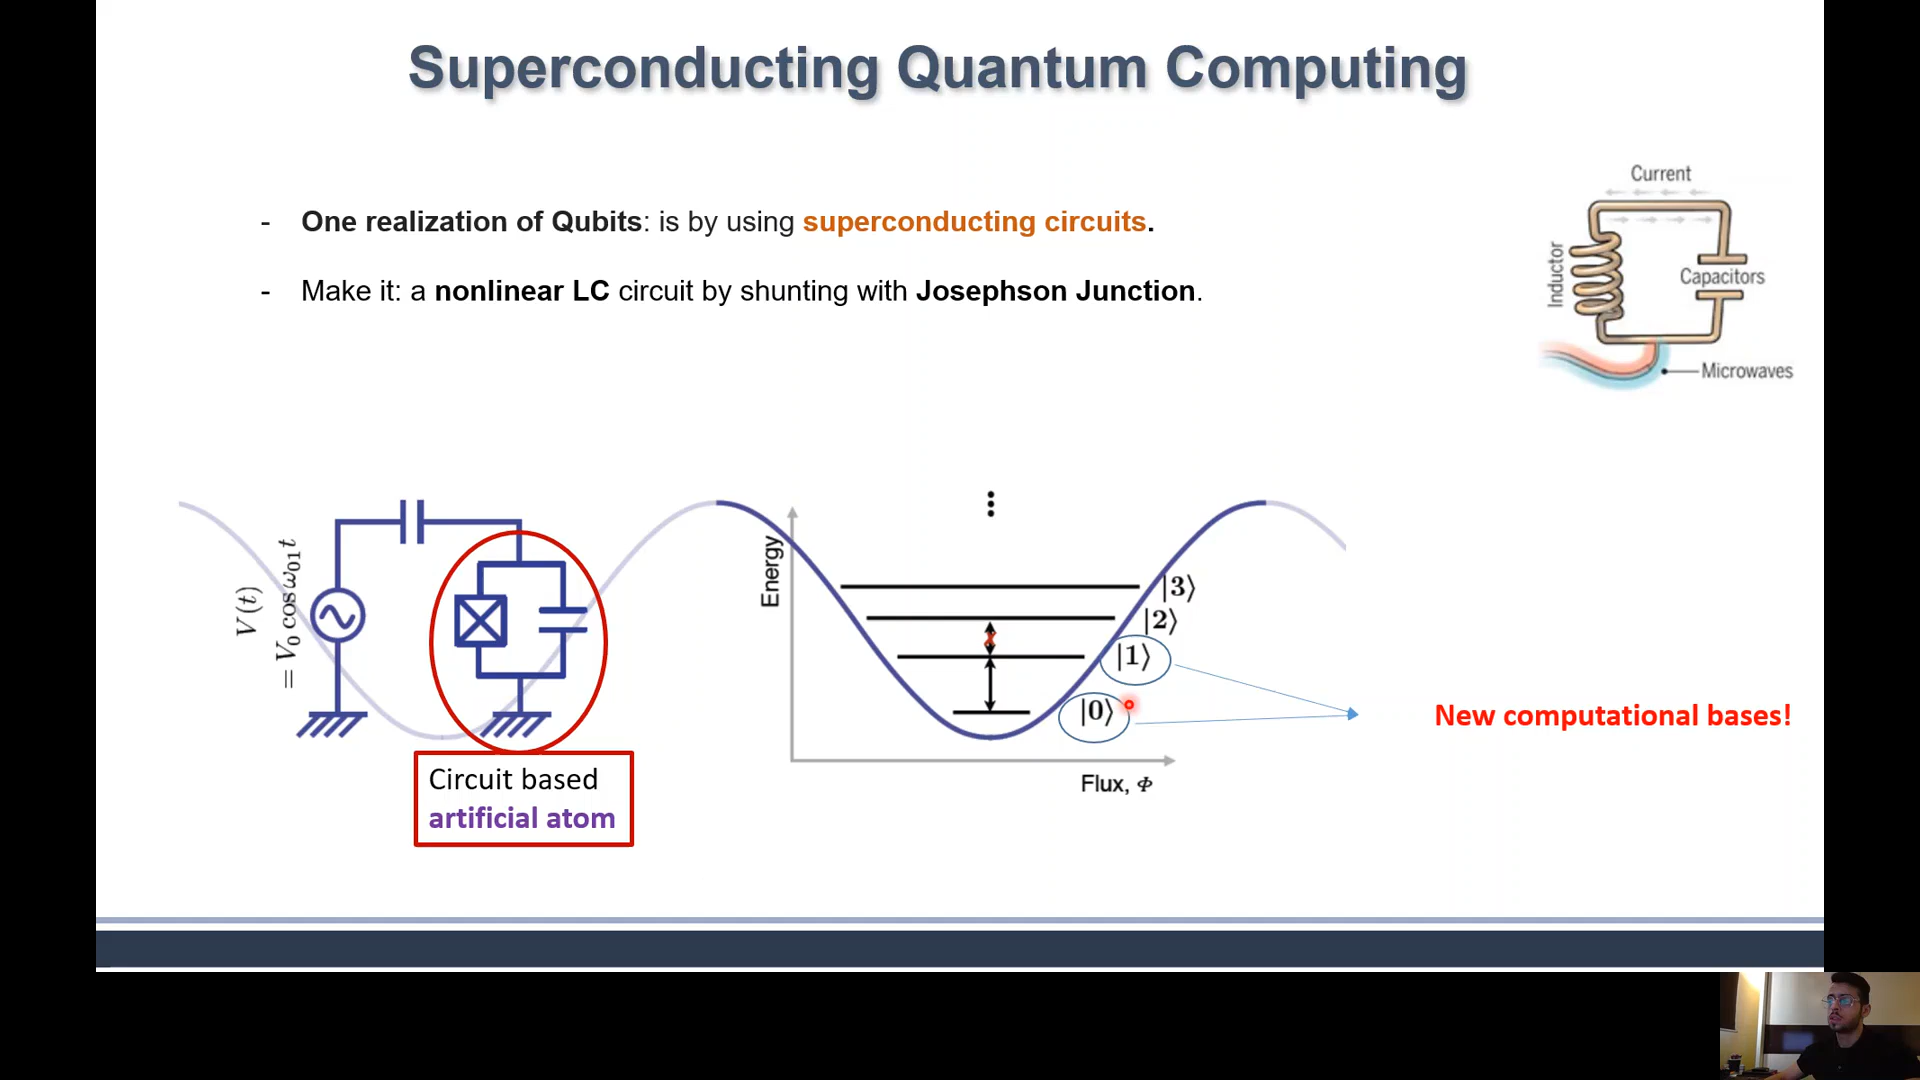 Superconducting Quantum Computing
- One realization of Qubits: is by using superconducting circuits.
- Make it: a nonlinear LC circuit by shunting with Josephson Junction.
Current
Inductor
Capacitors
Microwaves
V(t)
= V₀ cos ω₀₁t
Circuit based
artificial atom
Energy
|3⟩
|2⟩
|1⟩
|0⟩
Flux, Φ
New computational bases!